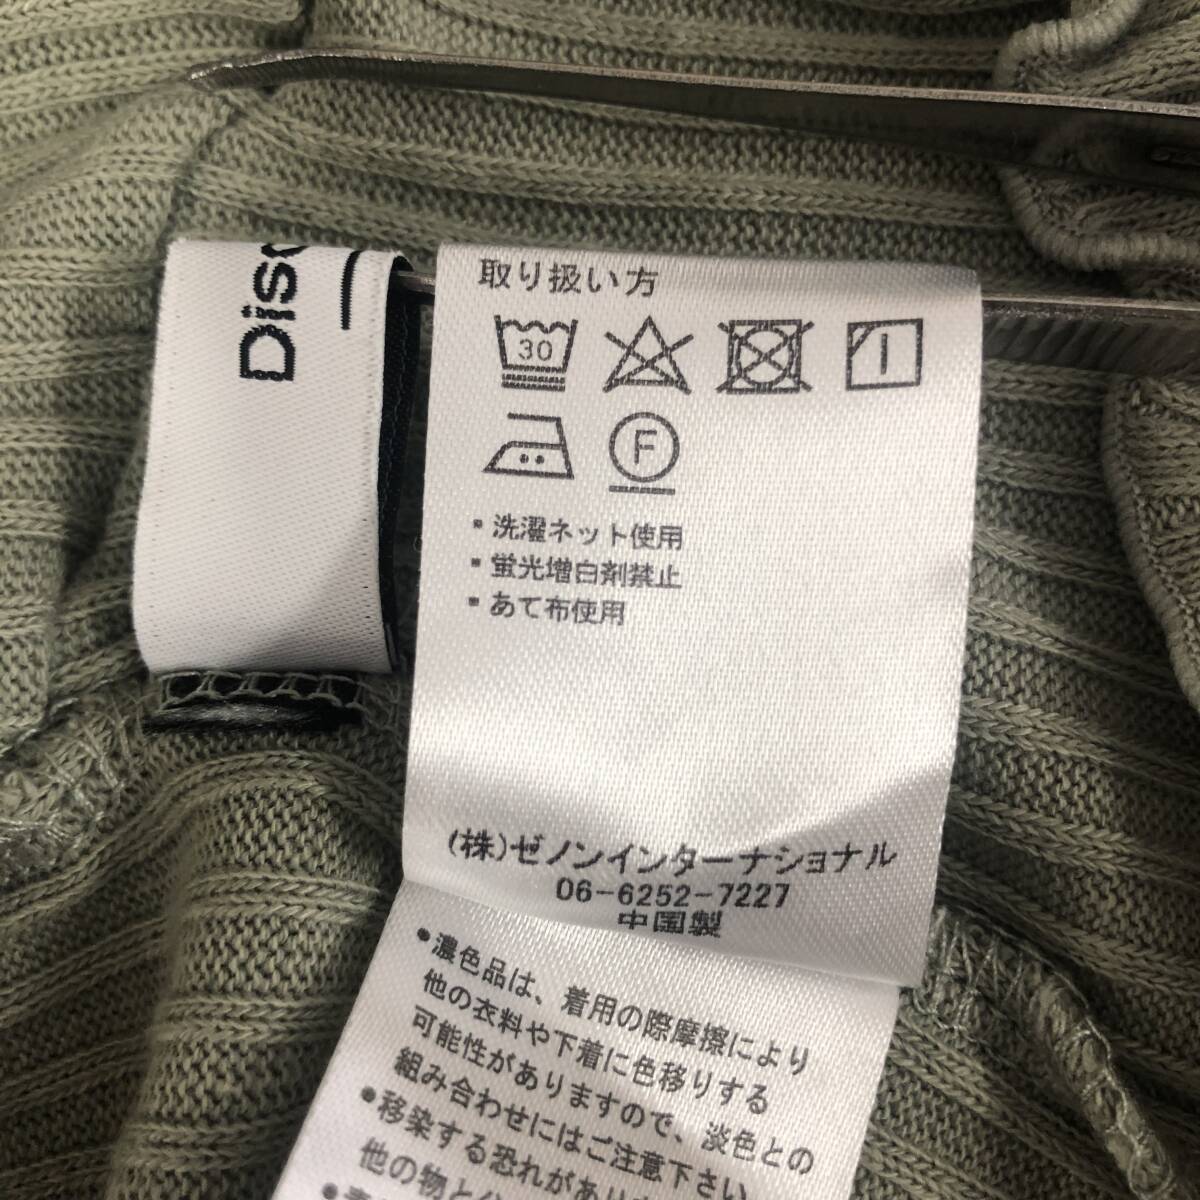 Disc
取り扱い方
30
F
・洗濯ネット使用
・蛍光増白剤禁止
・あて布使用
(株)ゼノンインターナショナル
06-6252-7227
中国製
●濃色品は、着用の際摩擦により
他の衣料や下着に色移りする
可能性がありますので、淡色との
組み合わせにはご注意下さい
●移染する恐れがあり
他の物と